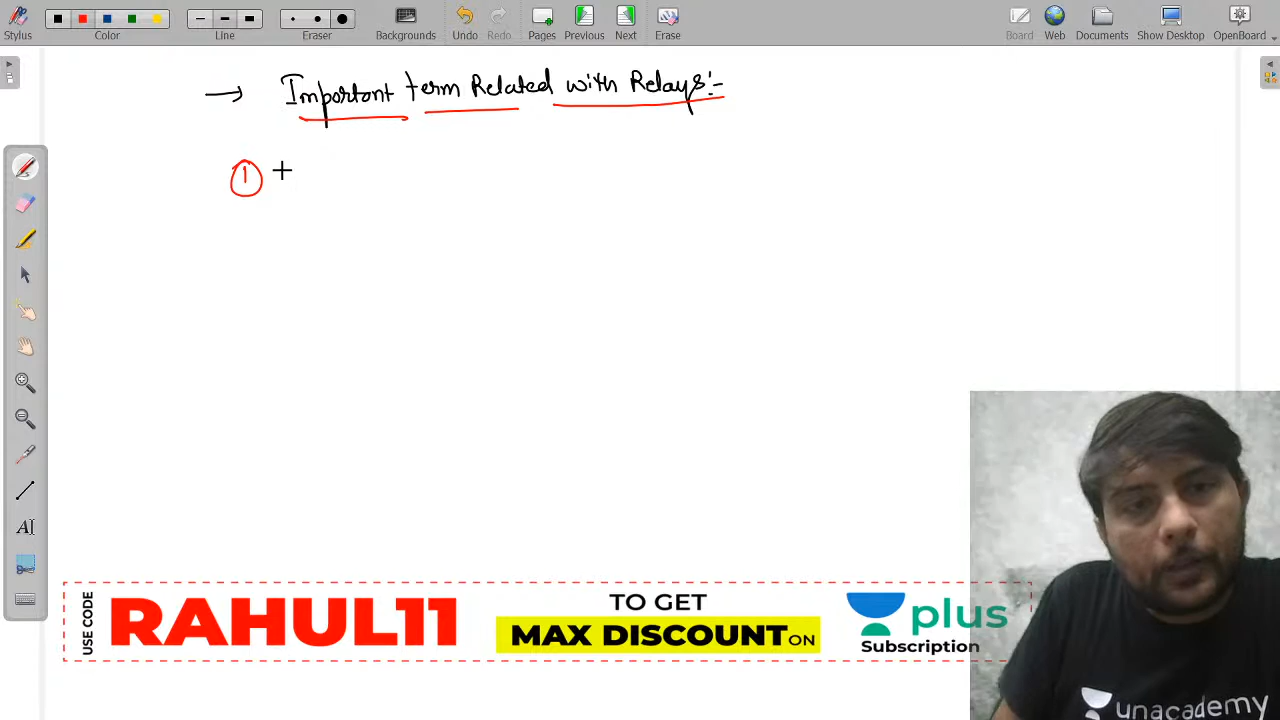 Stylus
Color
Line
Eraser
Backgrounds
Undo
Redo
Pages
Previous
Next
Erase
Board
Web
Documents
Show Desktop
OpenBoard
→ Important term Related with Relays:-
① +
USE CODE
RAHUL11
TO GET
MAX DISCOUNT ON
plus
Subscription
unacademy